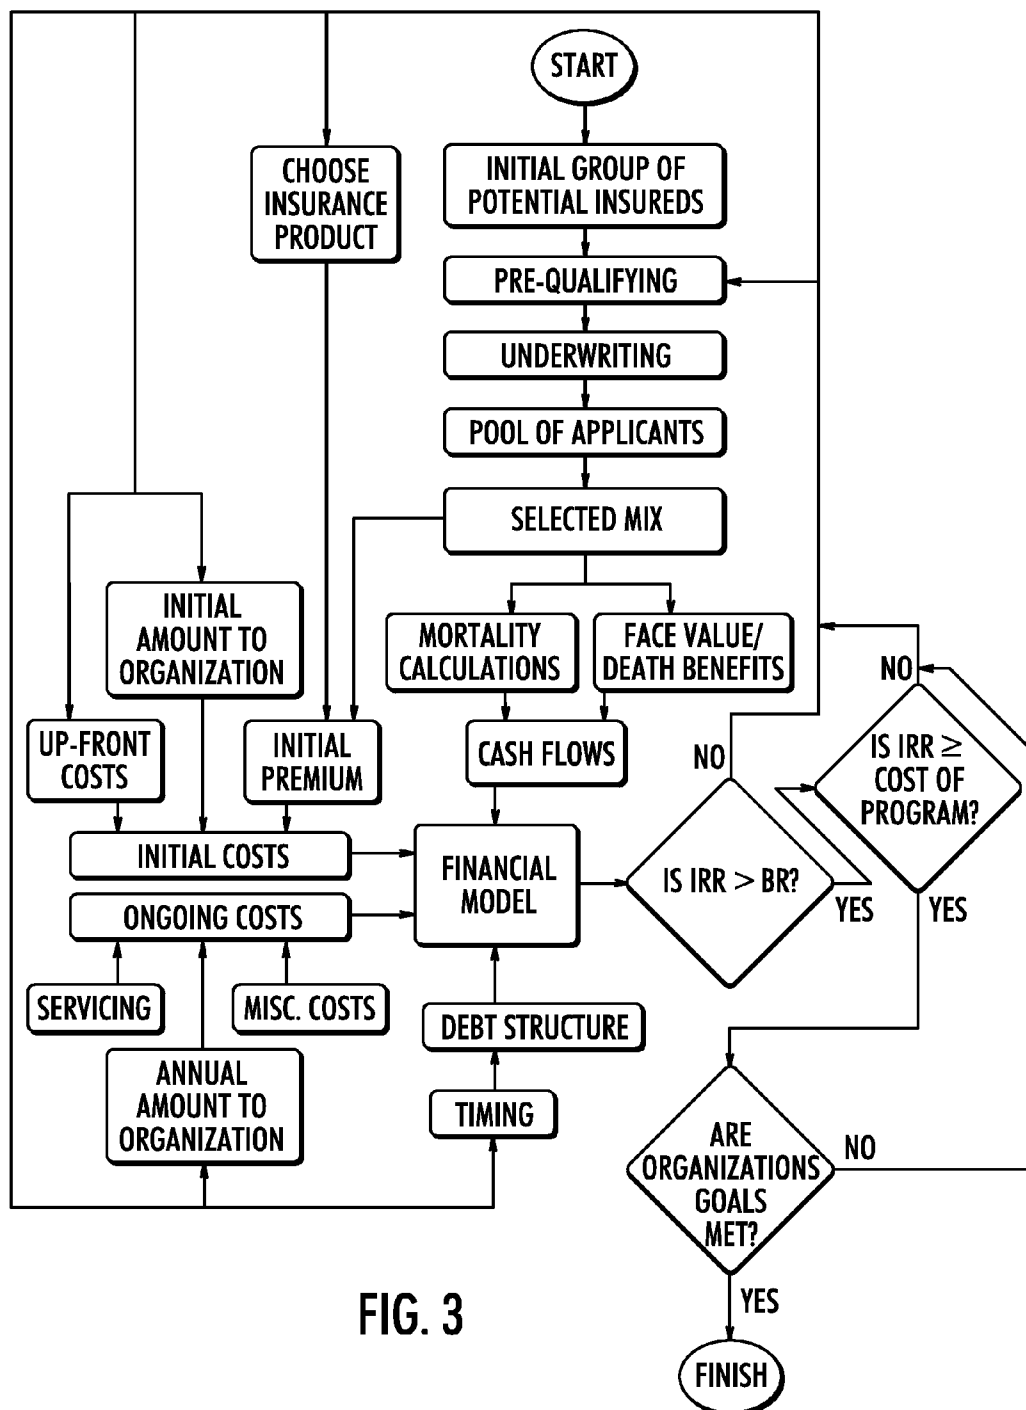 START
CHOOSE
INSURANCE
PRODUCT
INITIAL GROUP OF
POTENTIAL INSUREDS
PRE-QUALIFYING
UNDERWRITING
POOL OF APPLICANTS
SELECTED MIX
INITIAL
AMOUNT TO
ORGANIZATION
MORTALITY
CALCULATIONS
FACE VALUE/
DEATH BENEFITS
UP-FRONT
COSTS
INITIAL
PREMIUM
CASH FLOWS
NO
NO
IS IRR ≥
COST OF
PROGRAM?
INITIAL COSTS
FINANCIAL
MODEL
IS IRR > BR?
YES
YES
ONGOING COSTS
SERVICING
MISC. COSTS
DEBT STRUCTURE
ANNUAL
AMOUNT TO
ORGANIZATION
TIMING
ARE
ORGANIZATIONS
GOALS
MET?
NO
YES
FINISH
FIG. 3